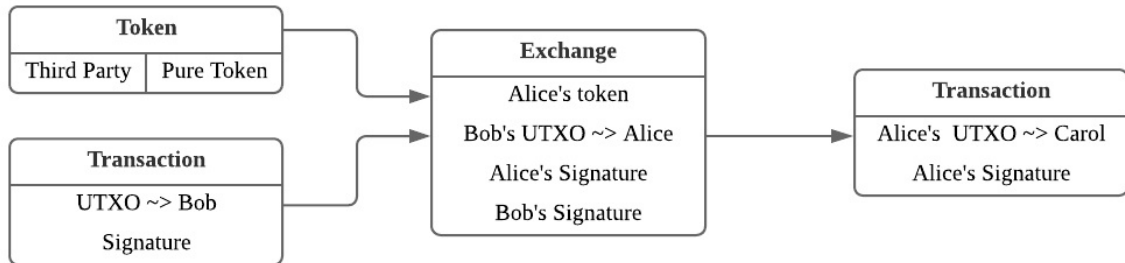 Token
Third Party Pure Token
Transaction
UTXO ~> Bob
Signature
Exchange
Alice's token
Bob's UTXO ~> Alice
Alice's Signature
Bob's Signature
Transaction
Alice's UTXO ~> Carol
Alice's Signature